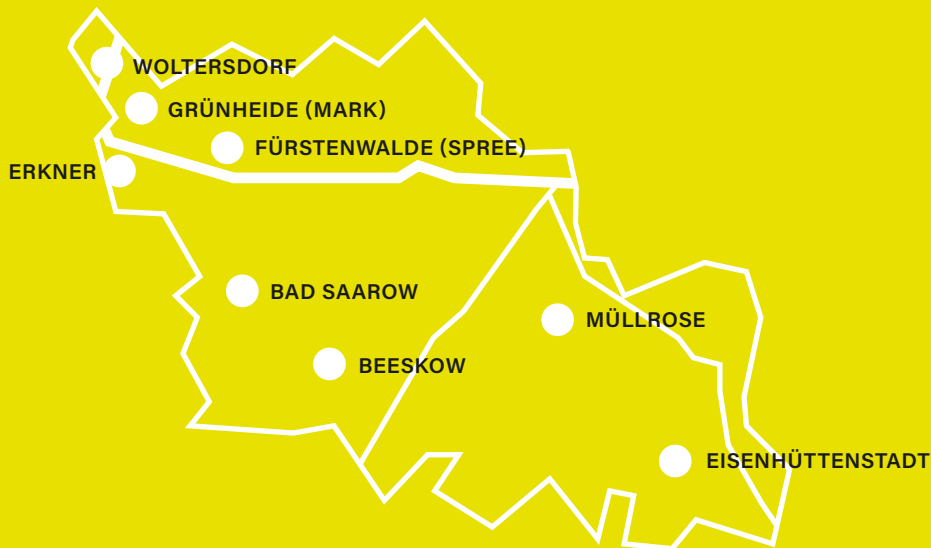 WOLTERSDORF
GRÜNHEIDE (MARK)
FÜRSTENWALDE (SPREE)
ERKNER
BAD SAAROW
MÜLLROSE
BEESKOW
EISENHÜTTENSTADT